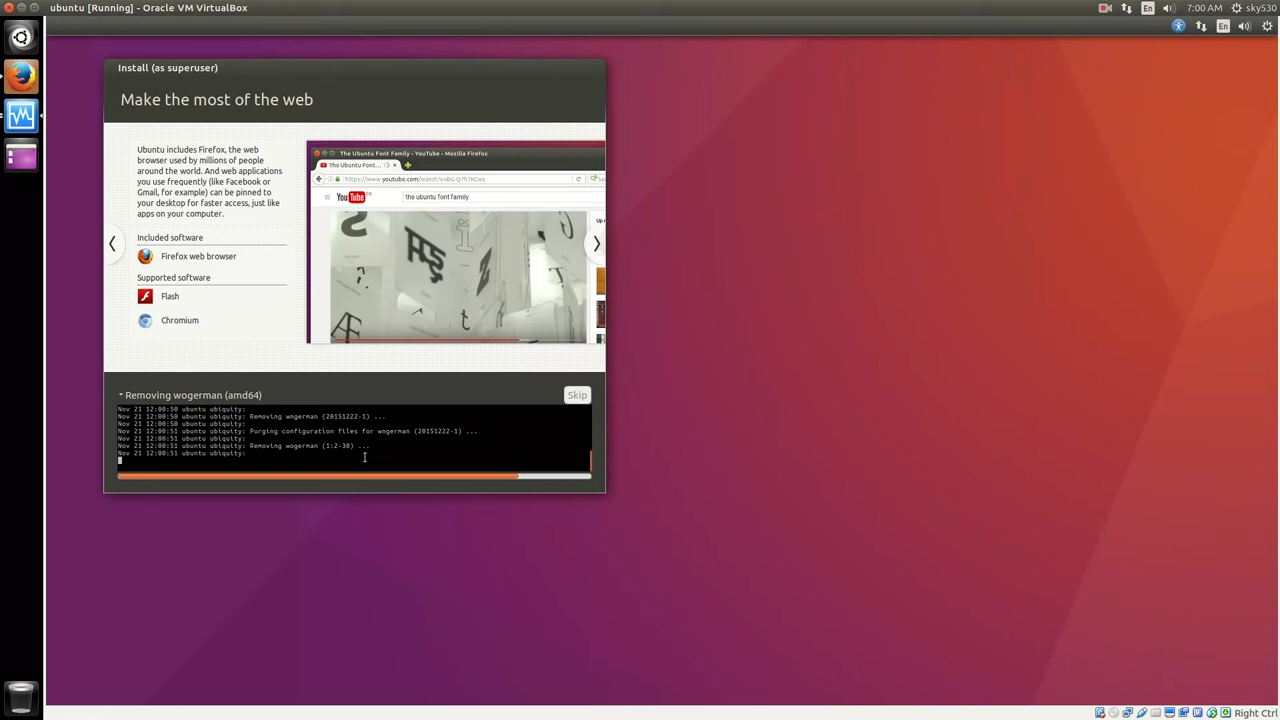 ubuntu [Running] - Oracle VM VirtualBox
En
7:00 AM
sky530
En
Install (as superuser)
Make the most of the web
Ubuntu includes Firefox, the web
browser used by millions of people
around the world. And web applications
you use frequently (like Facebook or
Gmail, for example) can be pinned to
your desktop for faster access, just like
apps on your computer.
Included software
Firefox web browser
Supported software
Flash
Chromium
The Ubuntu Font Family - YouTube - Mozilla Firefox
The Ubuntu Font...
YouTube
the ubuntu font family
Removing wogerman (amd64)
Skip
Nov 21 12:00:50 ubuntu ubiquity:
Nov 21 12:00:50 ubuntu ubiquity: Removing wngerman (20151222-1) ...
Nov 21 12:00:50 ubuntu ubiquity:
Nov 21 12:00:51 ubuntu ubiquity: Purging configuration files for wngerman (20151222-1) ...
Nov 21 12:00:51 ubuntu ubiquity:
Nov 21 12:00:51 ubuntu ubiquity: Removing wogerman (1:2-30) ...
Nov 21 12:00:51 ubuntu ubiquity:
Right Ctrl